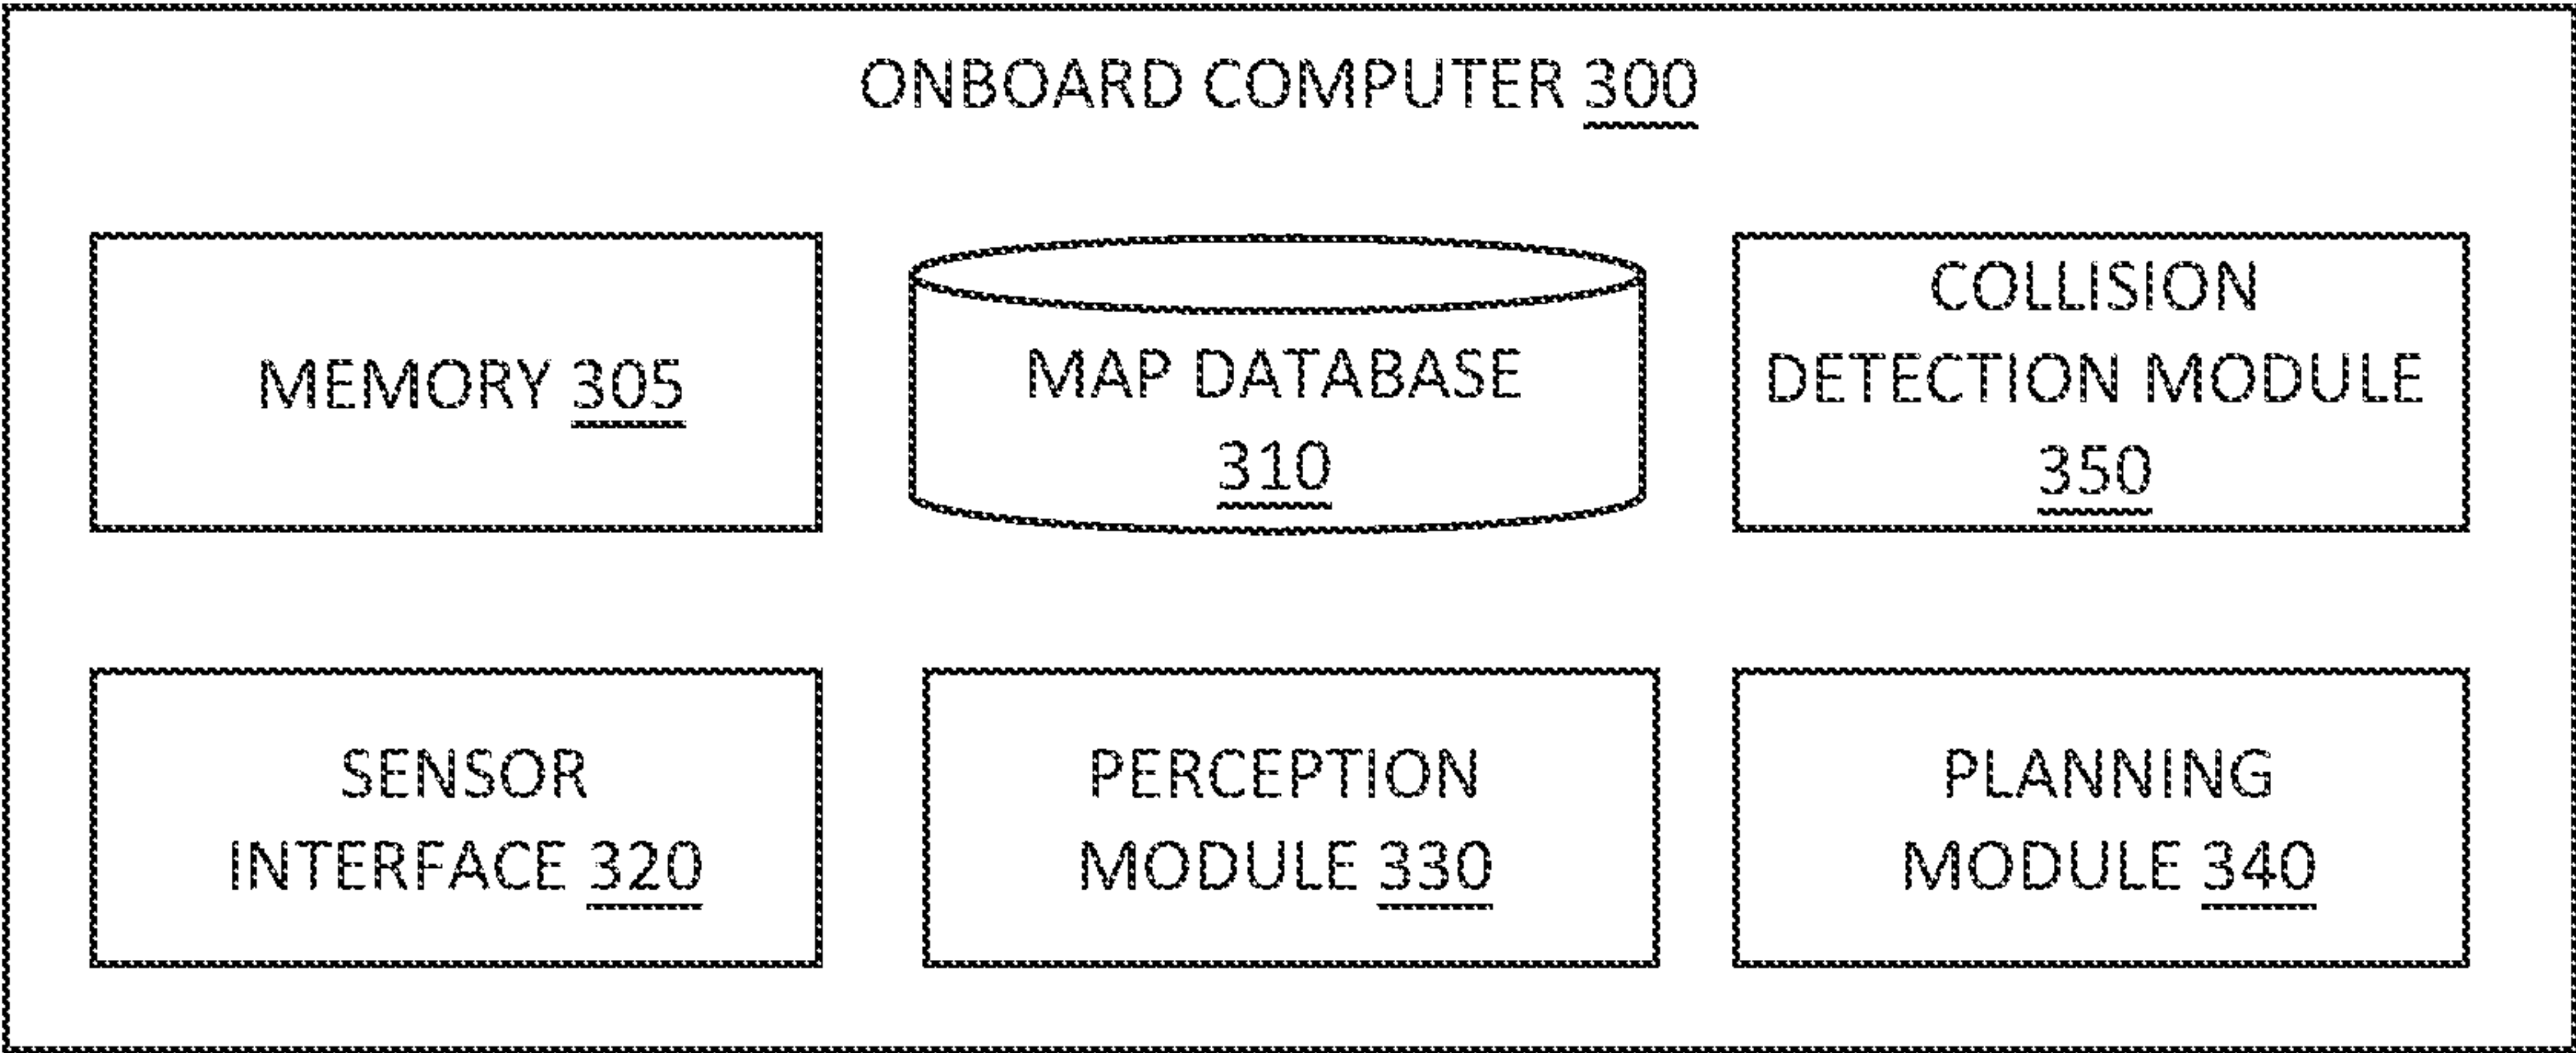 ONBOARD COMPUTER 300
MEMORY 305
MAP DATABASE
310
COLLISION
DETECTION MODULE
350
SENSOR
INTERFACE 320
PERCEPTION
MODULE 330
PLANNING
MODULE 340